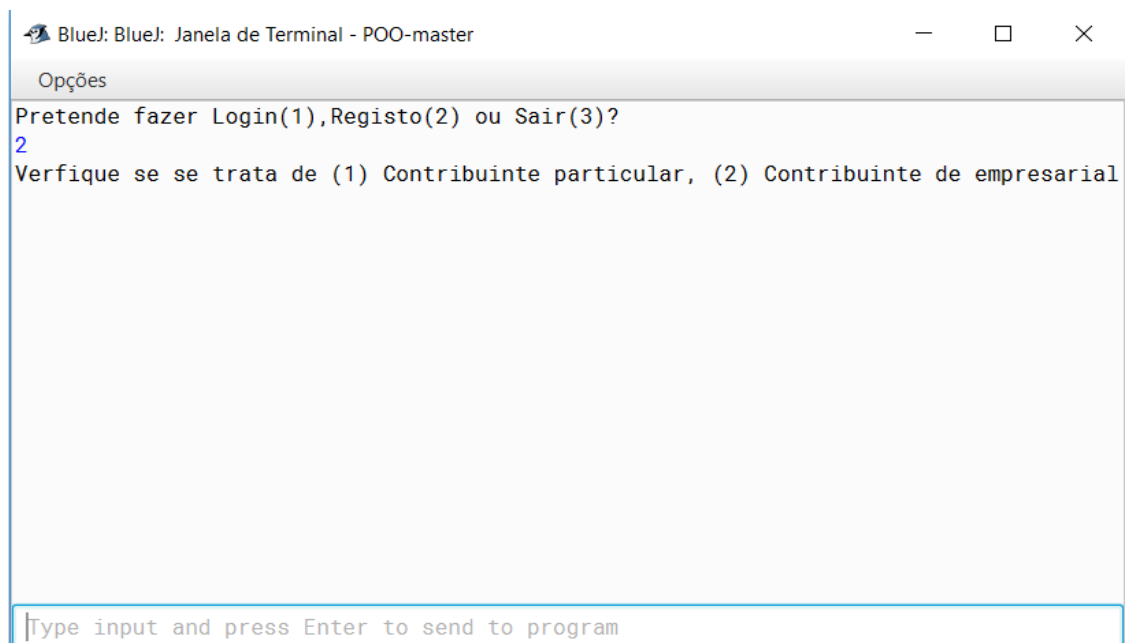 BlueJ: BlueJ: Janela de Terminal - POO-master
Opções
Pretende fazer Login(1),Registo(2) ou Sair(3)?
2
Verfique se se trata de (1) Contribuinte particular, (2) Contribuinte de empresarial
Type input and press Enter to send to program